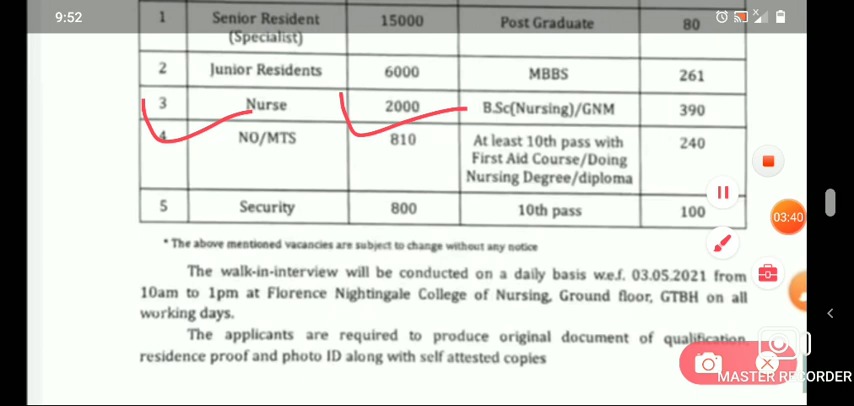 9:52
1 Senior Resident (Specialist) 15000 Post Graduate 80
2 Junior Residents 6000 MBBS 261
3 Nurse 2000 B.Sc(Nursing)/GNM 390
4 NO/MTS 810 At least 10th pass with First Aid Course/Doing Nursing Degree/diploma 240
5 Security 800 10th pass 100
03:40
* The above mentioned vacancies are subject to change without any notice
The walk-in-interview will be conducted on a daily basis w.e.f. 03.05.2021 from
10am to 1pm at Florence Nightingale College of Nursing, Ground floor, GTBH on all
working days.
The applicants are required to produce original document of qualification,
residence proof and photo ID along with self attested copies
MASTER RECORDER